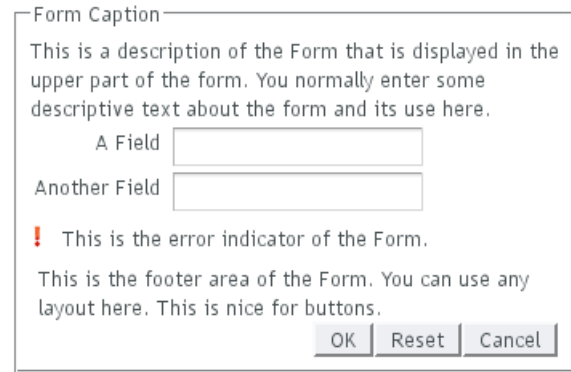 Form Caption
This is a description of the Form that is displayed in the
upper part of the form. You normally enter some
descriptive text about the form and its use here.
A Field
Another Field
! This is the error indicator of the Form.
This is the footer area of the Form. You can use any
layout here. This is nice for buttons.
OK Reset Cancel